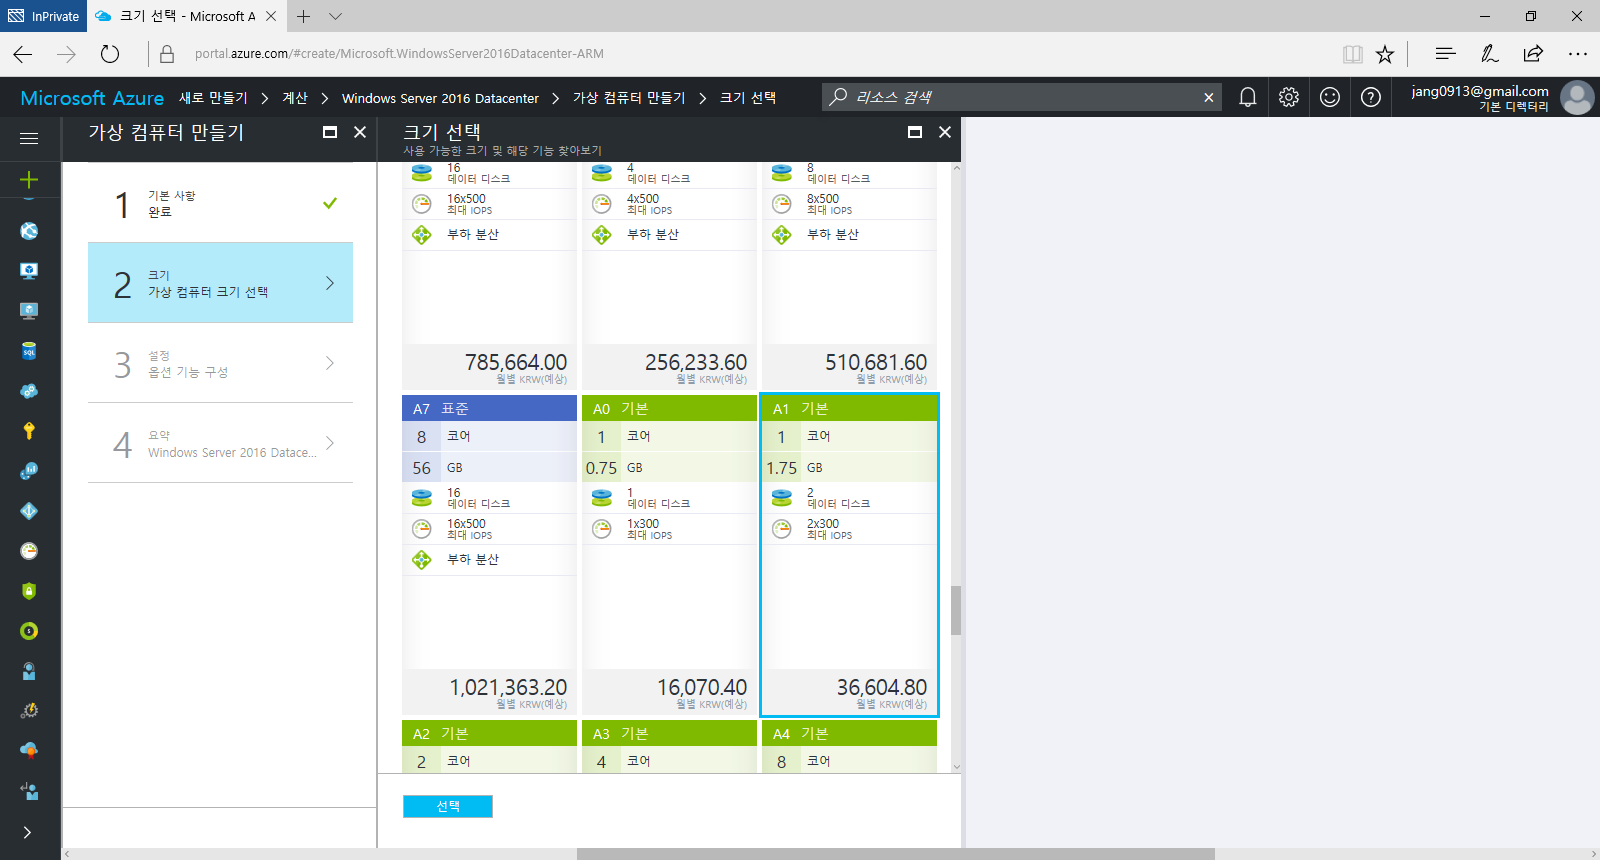 InPrivate
크기 선택 - Microsoft A
portal.azure.com/#create/Microsoft.WindowsServer2016Datacenter-ARM
Microsoft Azure 새로 만들기 > 계산 > Windows Server 2016 Datacenter > 가상 컴퓨터 만들기 > 크기 선택
리소스 검색
jang0913@gmail.com
기본 디렉터리
가상 컴퓨터 만들기
1
기본 사항
완료
2
크기
가상 컴퓨터 크기 선택
3
설정
옵션 기능 구성
4
요약
Windows Server 2016 Datace...
크기 선택
사용 가능한 크기 및 해당 기능 찾아보기
16
데이터 디스크
16x500
최대 IOPS
부하 분산
785,664.00
월별 KRW(예상)
4
데이터 디스크
4x500
최대 IOPS
부하 분산
256,233.60
월별 KRW(예상)
8
데이터 디스크
8x500
최대 IOPS
부하 분산
510,681.60
월별 KRW(예상)
A7 표준
8 코어
56 GB
16
데이터 디스크
16x500
최대 IOPS
부하 분산
1,021,363.20
월별 KRW(예상)
A0 기본
1 코어
0.75 GB
1
데이터 디스크
1x300
최대 IOPS
16,070.40
월별 KRW(예상)
A1 기본
1 코어
1.75 GB
2
데이터 디스크
2x300
최대 IOPS
36,604.80
월별 KRW(예상)
A2 기본
2 코어
A3 기본
4 코어
A4 기본
8 코어
선택